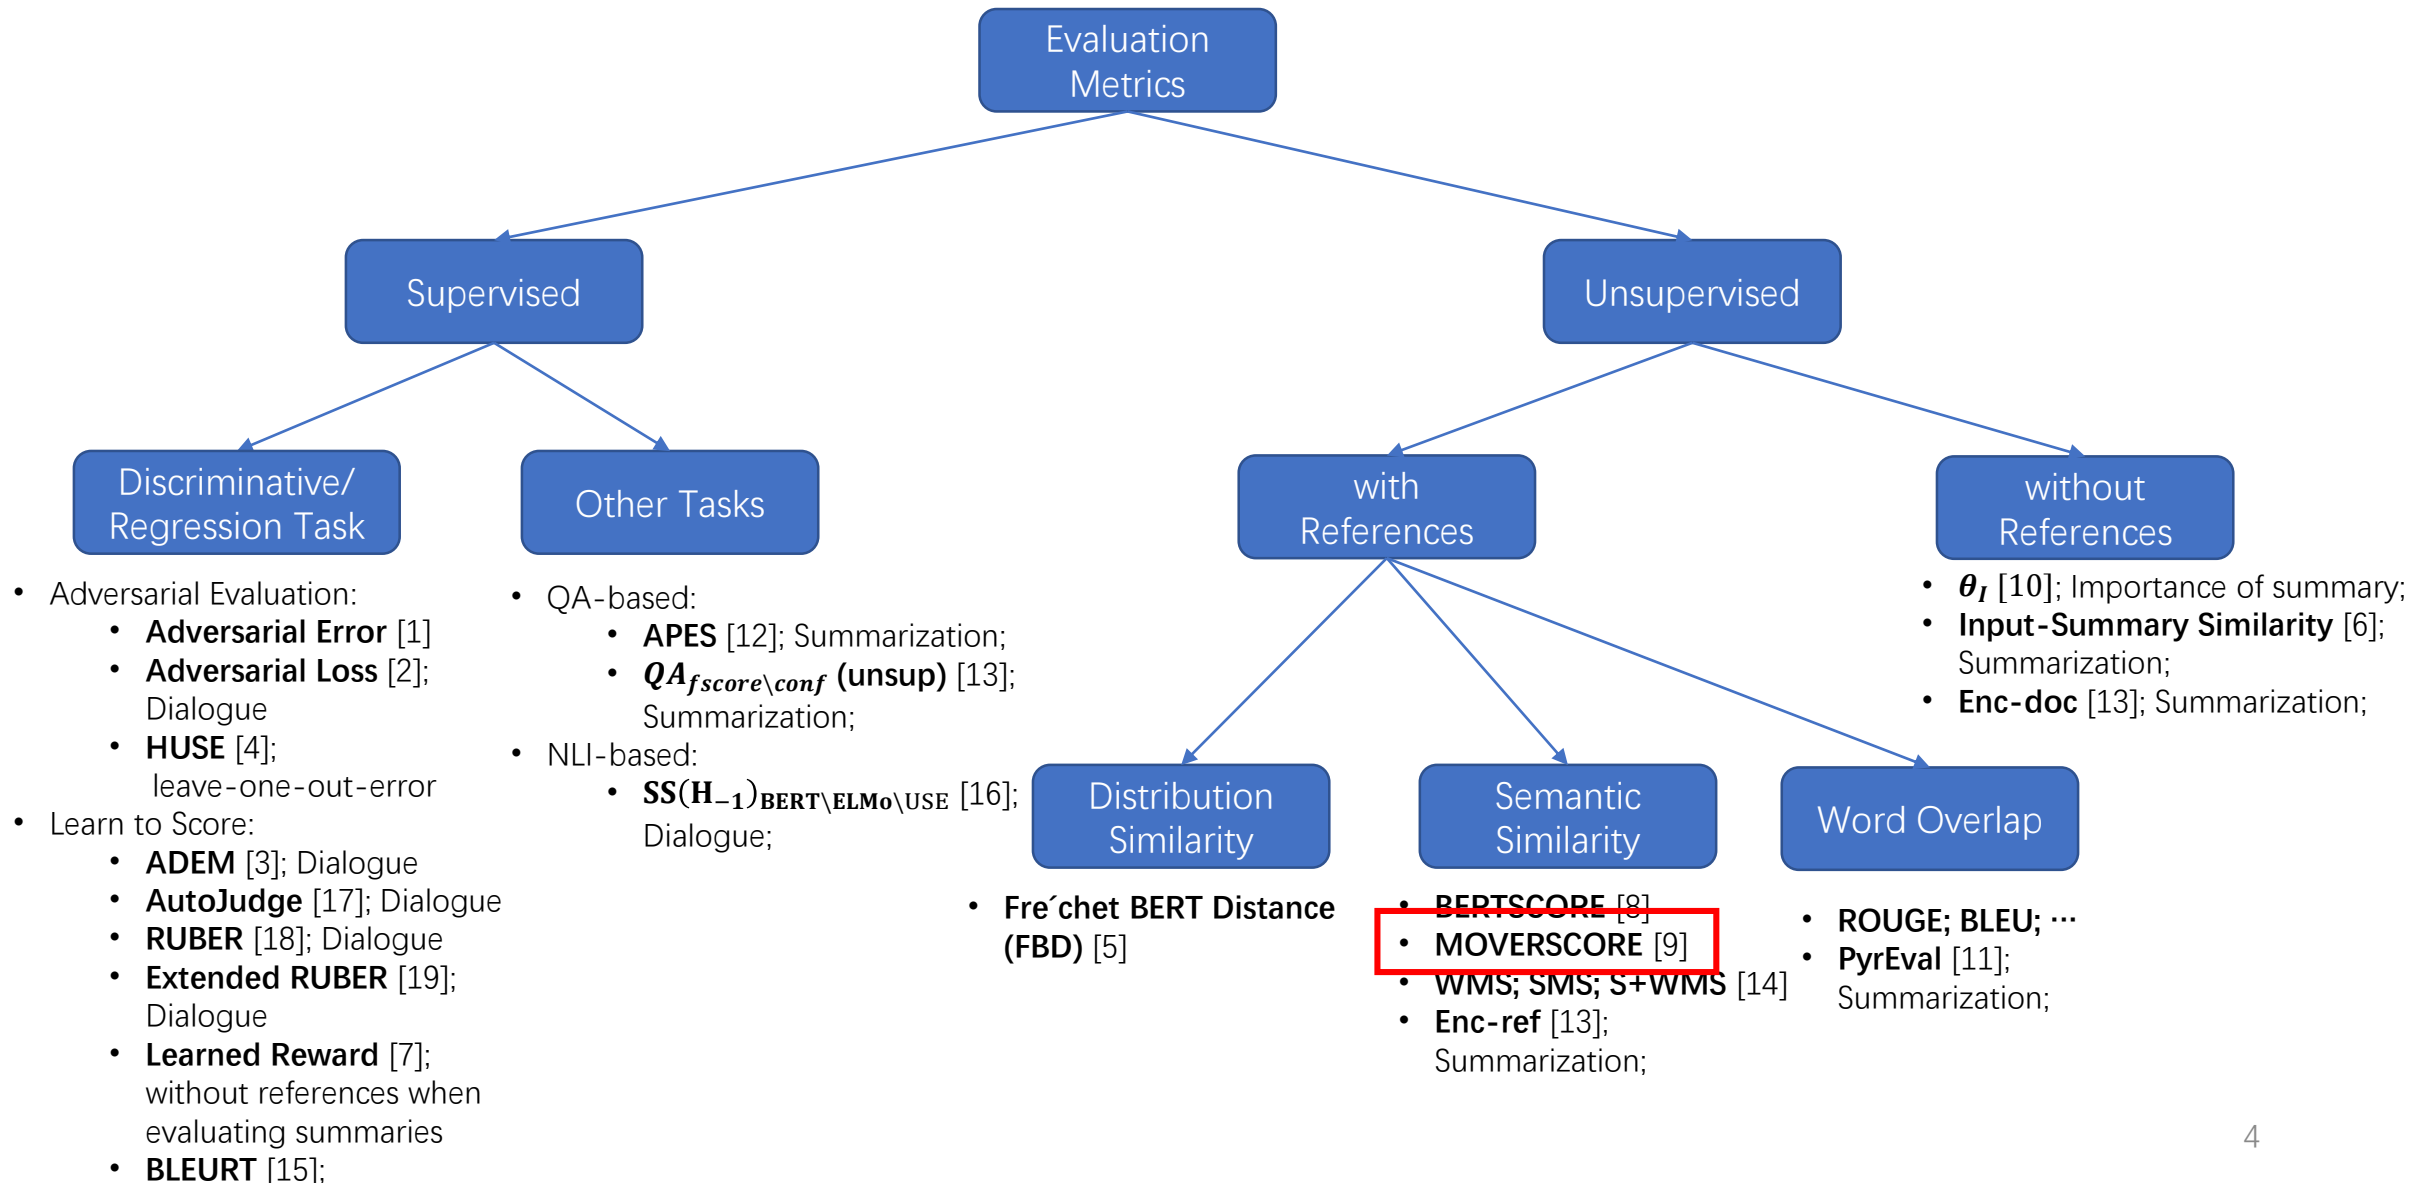 Evaluation
Metrics
Supervised
Unsupervised
Discriminative/
Regression Task
Other Tasks
with
References
without
References
• Adversarial Evaluation:
• Adversarial Error [1]
• Adversarial Loss [2];
Dialogue
• HUSE [4];
leave-one-out-error
• Learn to Score:
• ADEM [3]; Dialogue
• AutoJudge [17]; Dialogue
• RUBER [18]; Dialogue
• Extended RUBER [19];
Dialogue
• Learned Reward [7];
without references when
evaluating summaries
• BLEURT [15];
• QA-based:
• APES [12]; Summarization;
• QA_{fscore\conf} (unsup) [13];
Summarization;
• NLI-based:
• SS(H_{−1})_{BERT\ELMo\USE} [16];
Dialogue;
• θ_I [10]; Importance of summary;
• Input-Summary Similarity [6];
Summarization;
• Enc-doc [13]; Summarization;
Distribution
Similarity
Semantic
Similarity
Word Overlap
• Fre´chet BERT Distance
(FBD) [5]
• BERTSCORE [8]
• MOVERSCORE [9]
• WMS; SMS; S+WMS [14]
• Enc-ref [13];
Summarization;
• ROUGE; BLEU; ···
• PyrEval [11];
Summarization;
4